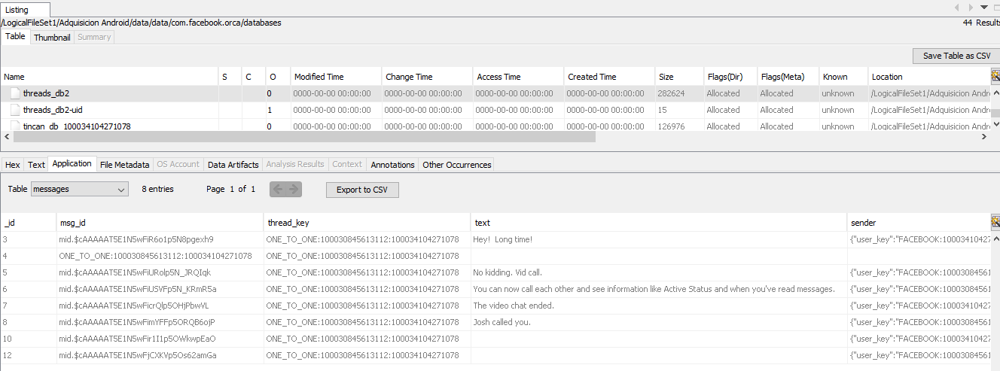 Listing
/LogicalFileSet1/Adquisicion Android/data/data/com.facebook.orca/databases 44 Results
Table Thumbnail Summary
Save Table as CSV
Name S C O Modified Time Change Time Access Time Created Time Size Flags(Dir) Flags(Meta) Known Location
threads_db2 0 0000-00-00 00:00:00 0000-00-00 00:00:00 0000-00-00 00:00:00 0000-00-00 00:00:00 282624 Allocated Allocated unknown /LogicalFileSet1/Adquisicion Andro
threads_db2-uid 1 0000-00-00 00:00:00 0000-00-00 00:00:00 0000-00-00 00:00:00 0000-00-00 00:00:00 15 Allocated Allocated unknown /LogicalFileSet1/Adquisicion Andro
tincan_db_100034104271078 0 0000-00-00 00:00:00 0000-00-00 00:00:00 0000-00-00 00:00:00 0000-00-00 00:00:00 126976 Allocated Allocated unknown /LogicalFileSet1/Adquisicion Andro
Hex Text Application File Metadata OS Account Data Artifacts Analysis Results Context Annotations Other Occurrences
Table messages 8 entries Page 1 of 1 Export to CSV
_id msg_id thread_key text sender
3 mid.$cAAAAAT5E1N5wFiR6o1p5N8pgexh9 ONE_TO_ONE:100030845613112:100034104271078 Hey! Long time! {"user_key":"FACEBOOK:10003410427
4 ONE_TO_ONE:100030845613112:100034104271078 ONE_TO_ONE:100030845613112:100034104271078
5 mid.$cAAAAAT5E1N5wFiURolp5N_JRQIqk ONE_TO_ONE:100030845613112:100034104271078 No kidding. Vid call. {"user_key":"FACEBOOK:10003084561
6 mid.$cAAAAAT5E1N5wFiUSVFp5N_KRmR5a ONE_TO_ONE:100030845613112:100034104271078 You can now call each other and see information like Active Status and when you've read messages. {"user_key":"FACEBOOK:10003084561
7 mid.$cAAAAAT5E1N5wFicrQlp5OHjPbwVL ONE_TO_ONE:100030845613112:100034104271078 The video chat ended. {"user_key":"FACEBOOK:10003410427
8 mid.$cAAAAAT5E1N5wFimYFFp5ORQB6ojP ONE_TO_ONE:100030845613112:100034104271078 Josh called you. {"user_key":"FACEBOOK:10003084561
10 mid.$cAAAAAT5E1N5wFir1I1p5OWkwpEaO ONE_TO_ONE:100030845613112:100034104271078 {"user_key":"FACEBOOK:10003084561
12 mid.$cAAAAAT5E1N5wFjCXKVp5Os62amGa ONE_TO_ONE:100030845613112:100034104271078 {"user_key":"FACEBOOK:10003410427